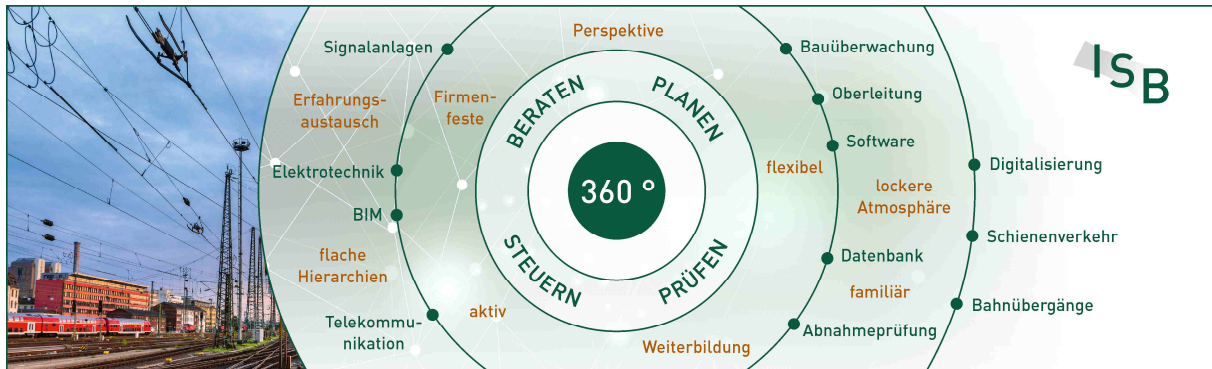 Perspektive
Signalanlagen
Bauüberwachung
ISB
Erfahrungs-
austausch
Firmen-
feste
BERATEN
PLANEN
Oberleitung
Software
Elektrotechnik
360 °
flexibel
Digitalisierung
lockere
Atmosphäre
BIM
flache
Hierarchien
STEUERN
PRÜFEN
Schienenverkehr
Datenbank
familiär
Bahnübergänge
aktiv
Telekommu-
nikation
Abnahmeprüfung
Weiterbildung